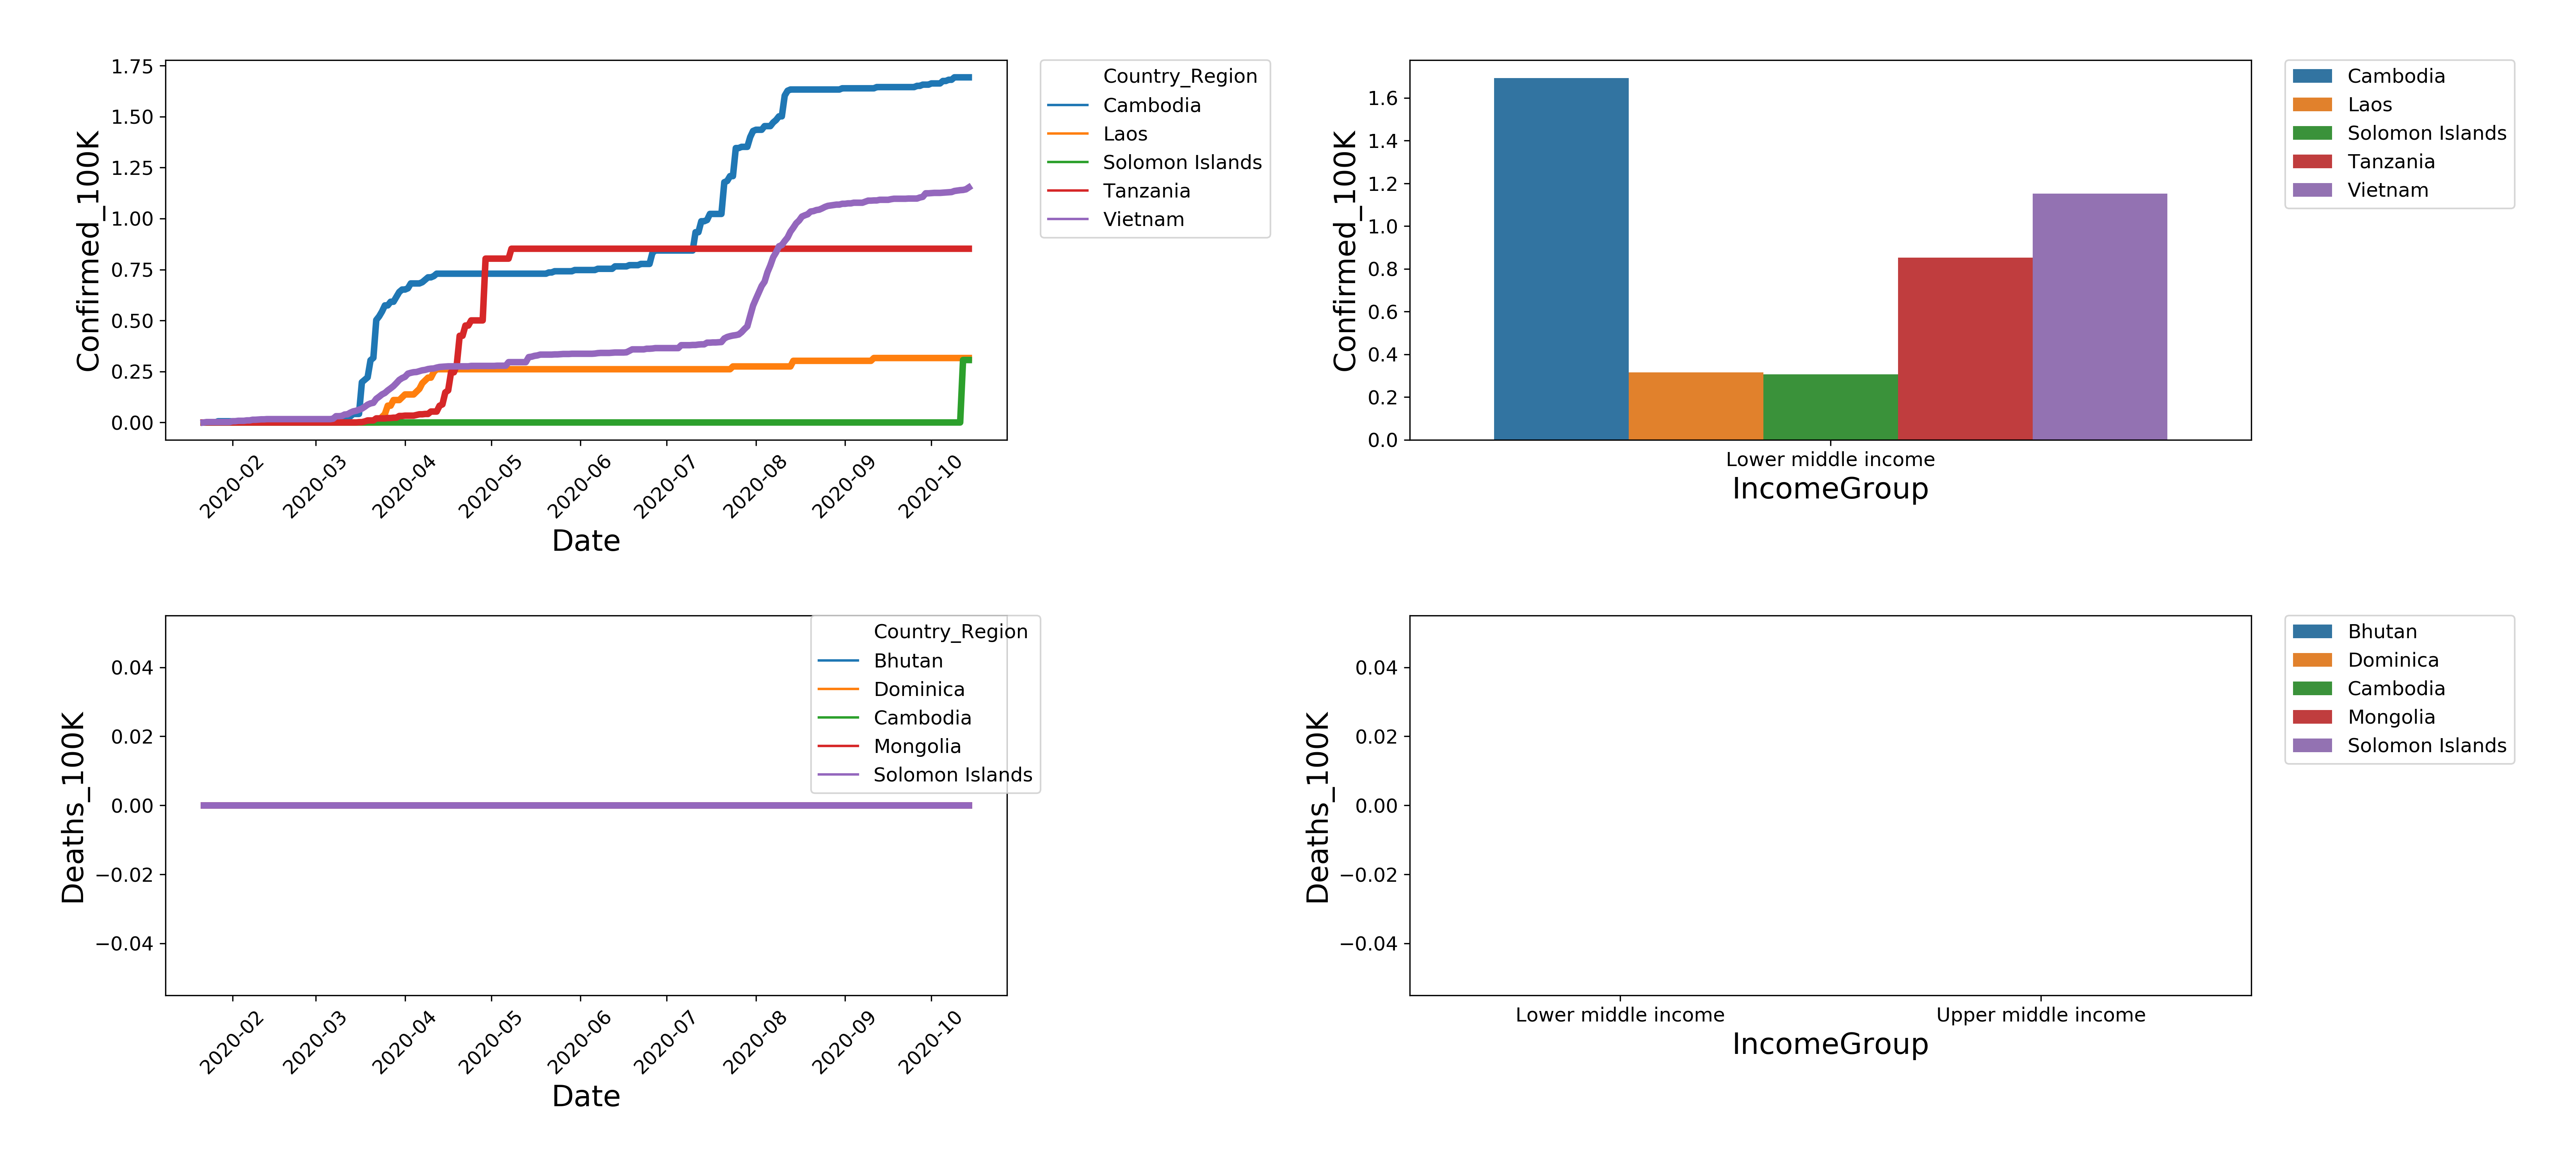 Confirmed_100K
1.75
1.50
1.25
1.00
0.75
0.50
0.25
0.00
2020-02
2020-03
2020-04
2020-05
2020-06
2020-07
2020-08
2020-09
2020-10
Date
Country_Region
Cambodia
Laos
Solomon Islands
Tanzania
Vietnam
Confirmed_100K
1.6
1.4
1.2
1.0
0.8
0.6
0.4
0.2
0.0
Lower middle income
IncomeGroup
Cambodia
Laos
Solomon Islands
Tanzania
Vietnam
Deaths_100K
0.04
0.02
0.00
−0.02
−0.04
2020-02
2020-03
2020-04
2020-05
2020-06
2020-07
2020-08
2020-09
2020-10
Date
Country_Region
Bhutan
Dominica
Cambodia
Mongolia
Solomon Islands
Deaths_100K
0.04
0.02
0.00
−0.02
−0.04
Lower middle income
Upper middle income
IncomeGroup
Bhutan
Dominica
Cambodia
Mongolia
Solomon Islands